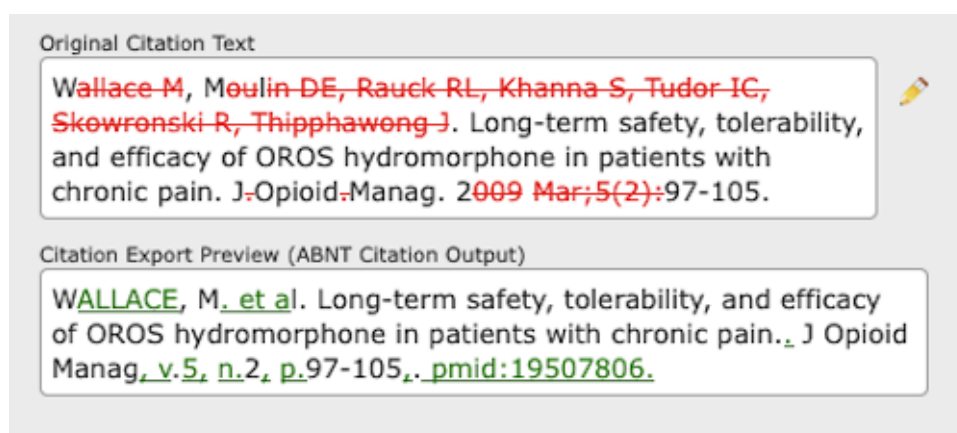 Original Citation Text
Wallace M, Moulin DE, Rauck RL, Khanna S, Tudor IC,
Skowronski R, Thipphawong J. Long-term safety, tolerability,
and efficacy of OROS hydromorphone in patients with
chronic pain. J.Opioid.Manag. 2009 Mar;5(2):97-105.
Citation Export Preview (ABNT Citation Output)
WALLACE, M. et al. Long-term safety, tolerability, and efficacy
of OROS hydromorphone in patients with chronic pain.. J Opioid
Manag, v.5, n.2, p.97-105,. pmid:19507806.